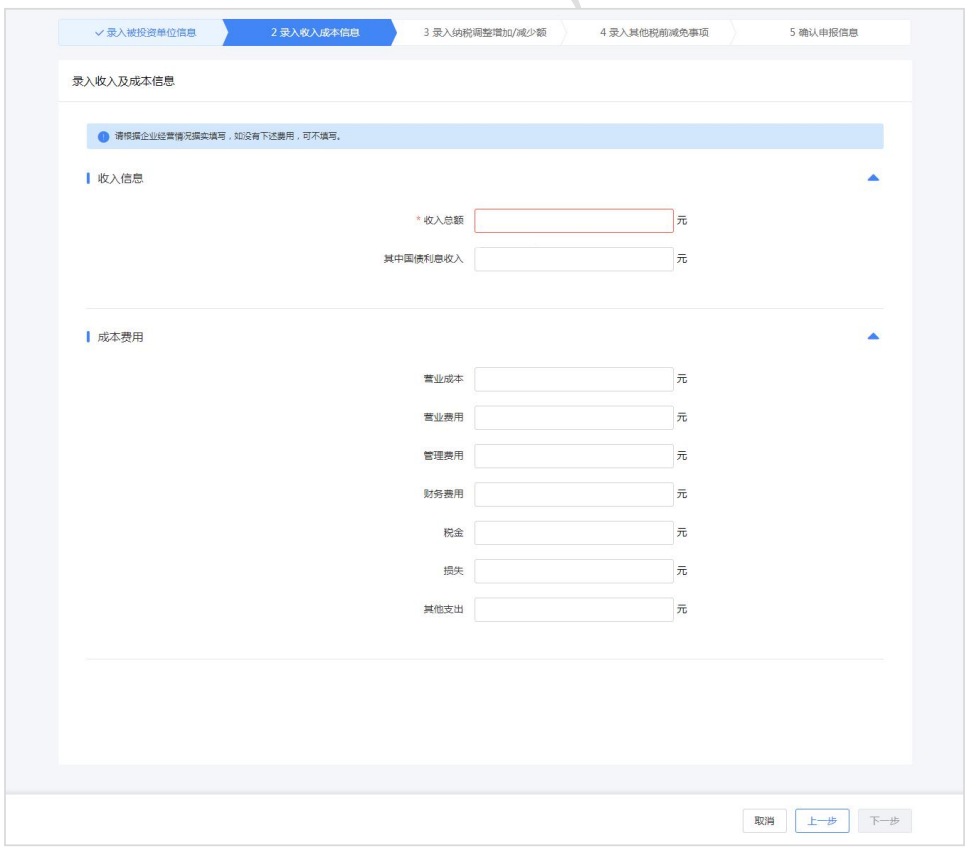 ✓ 录入被投资单位信息 2 录入收入成本信息 3 录入纳税调整增加/减少额 4 录入其他税前减免事项 5 确认申报信息
录入收入及成本信息
请根据企业经营情况据实填写，如没有下述费用，可不填写。
收入信息
* 收入总额 元
其中国债利息收入 元
成本费用
营业成本 元
营业费用 元
管理费用 元
财务费用 元
税金 元
损失 元
其他支出 元
取消 上一步 下一步